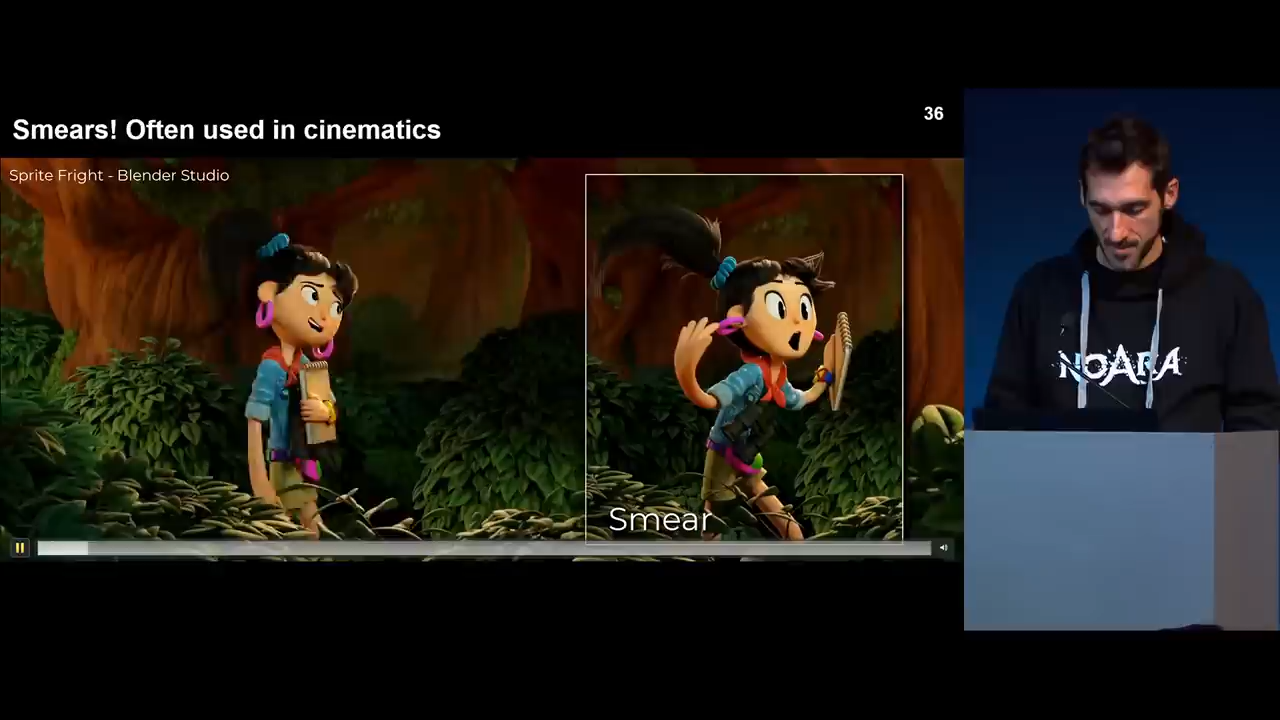 Smears! Often used in cinematics
36
Sprite Fright - Blender Studio
Smear
NOARA